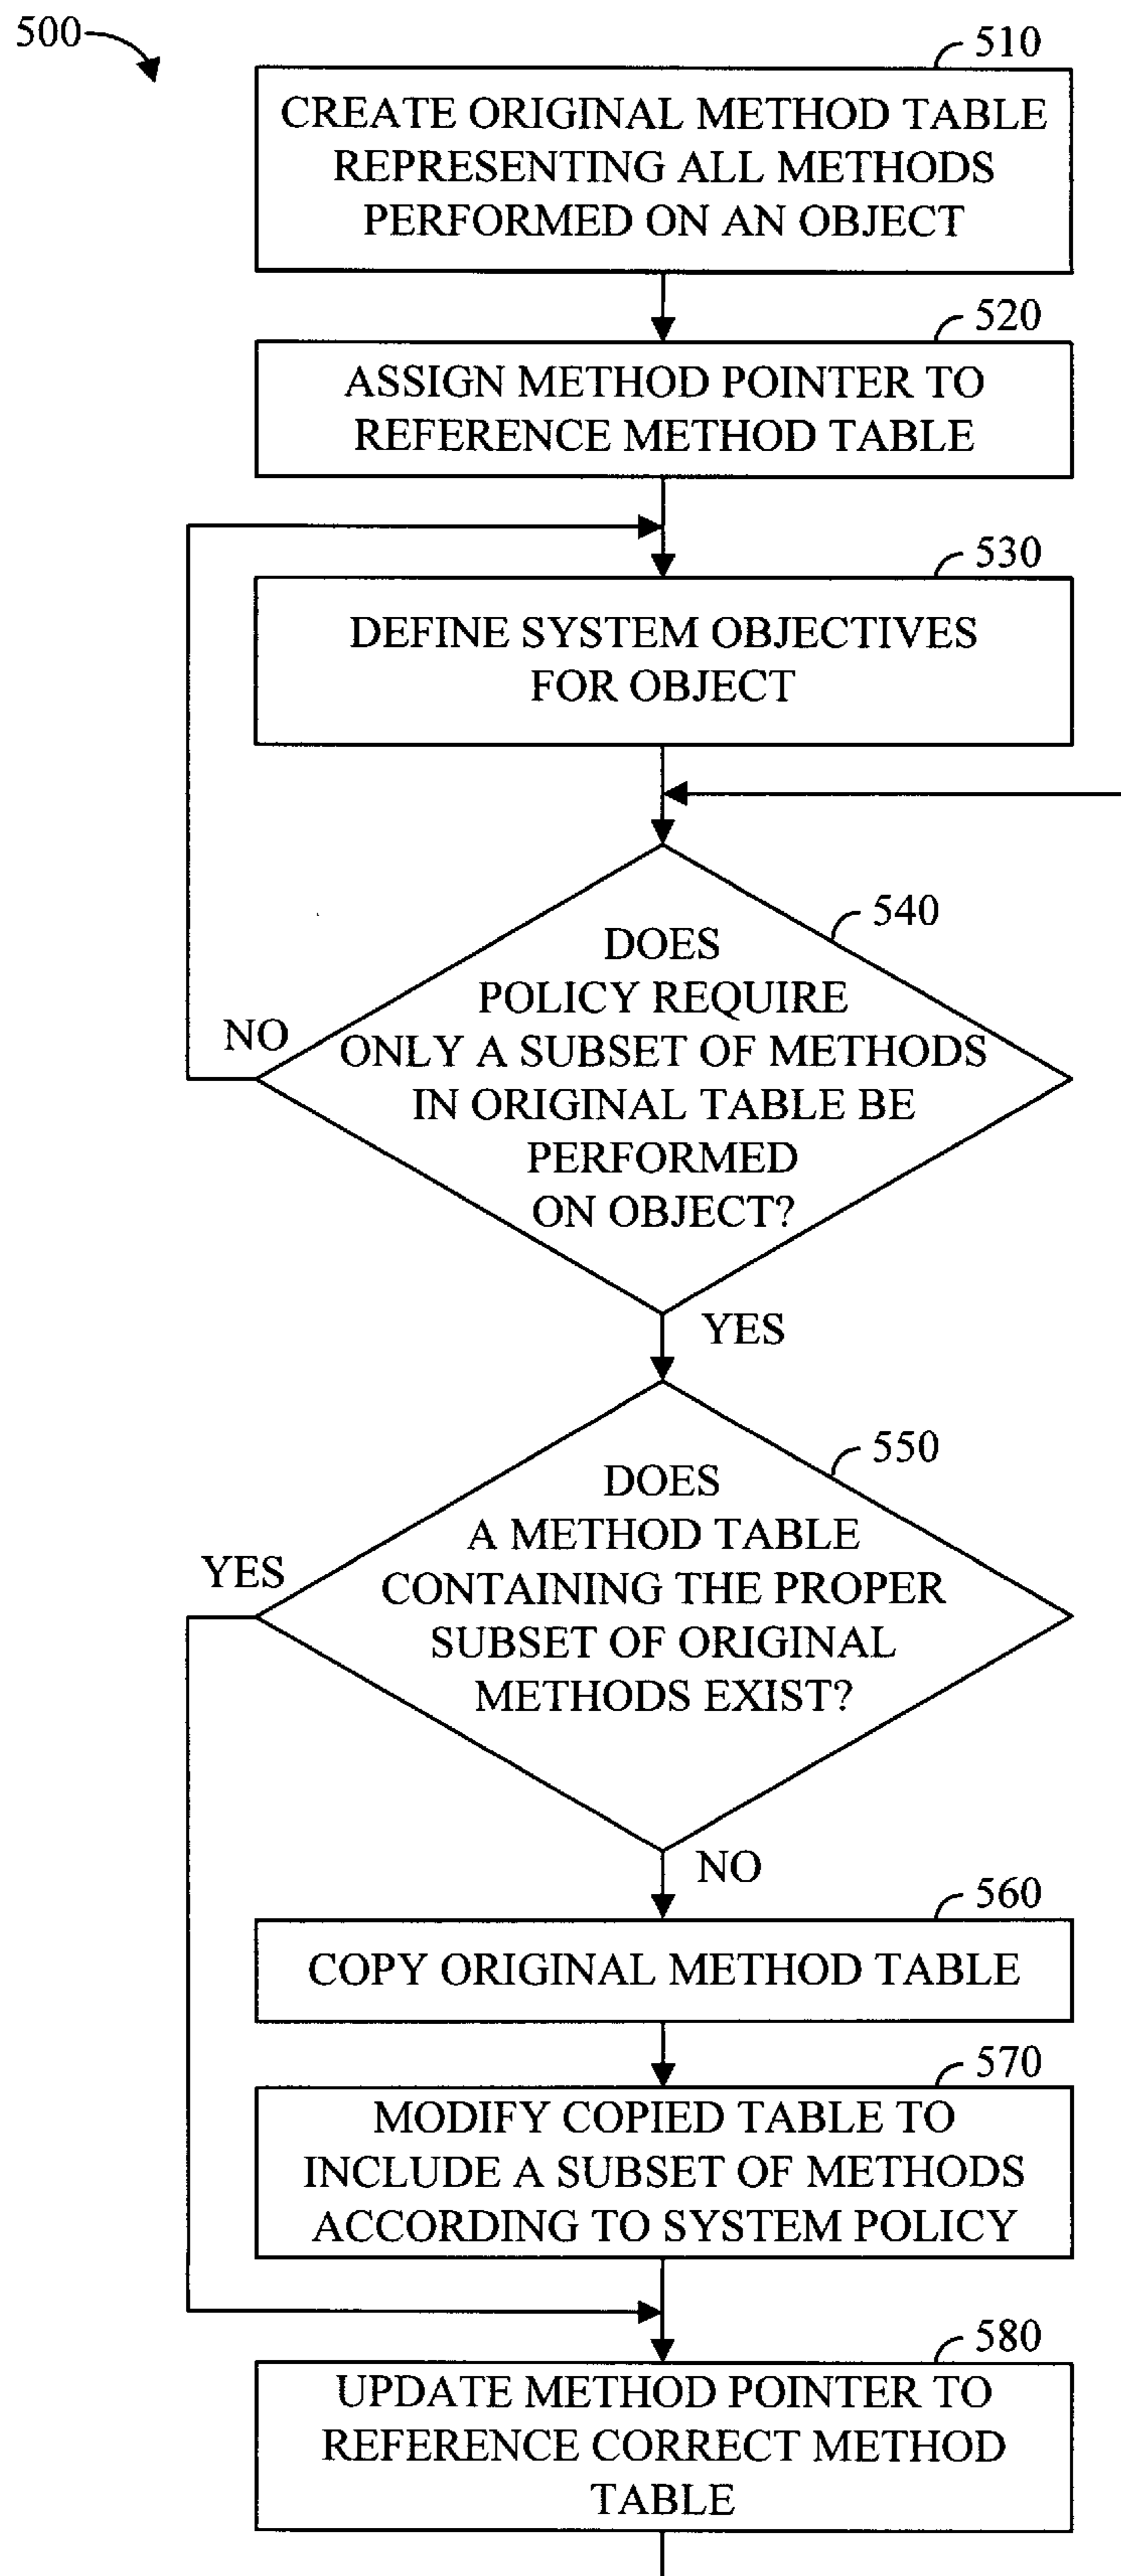 500
510
CREATE ORIGINAL METHOD TABLE
REPRESENTING ALL METHODS
PERFORMED ON AN OBJECT
520
ASSIGN METHOD POINTER TO
REFERENCE METHOD TABLE
530
DEFINE SYSTEM OBJECTIVES
FOR OBJECT
540
DOES
POLICY REQUIRE
ONLY A SUBSET OF METHODS
IN ORIGINAL TABLE BE
PERFORMED
ON OBJECT?
NO
YES
550
DOES
A METHOD TABLE
CONTAINING THE PROPER
SUBSET OF ORIGINAL
METHODS EXIST?
YES
NO
560
COPY ORIGINAL METHOD TABLE
570
MODIFY COPIED TABLE TO
INCLUDE A SUBSET OF METHODS
ACCORDING TO SYSTEM POLICY
580
UPDATE METHOD POINTER TO
REFERENCE CORRECT METHOD
TABLE